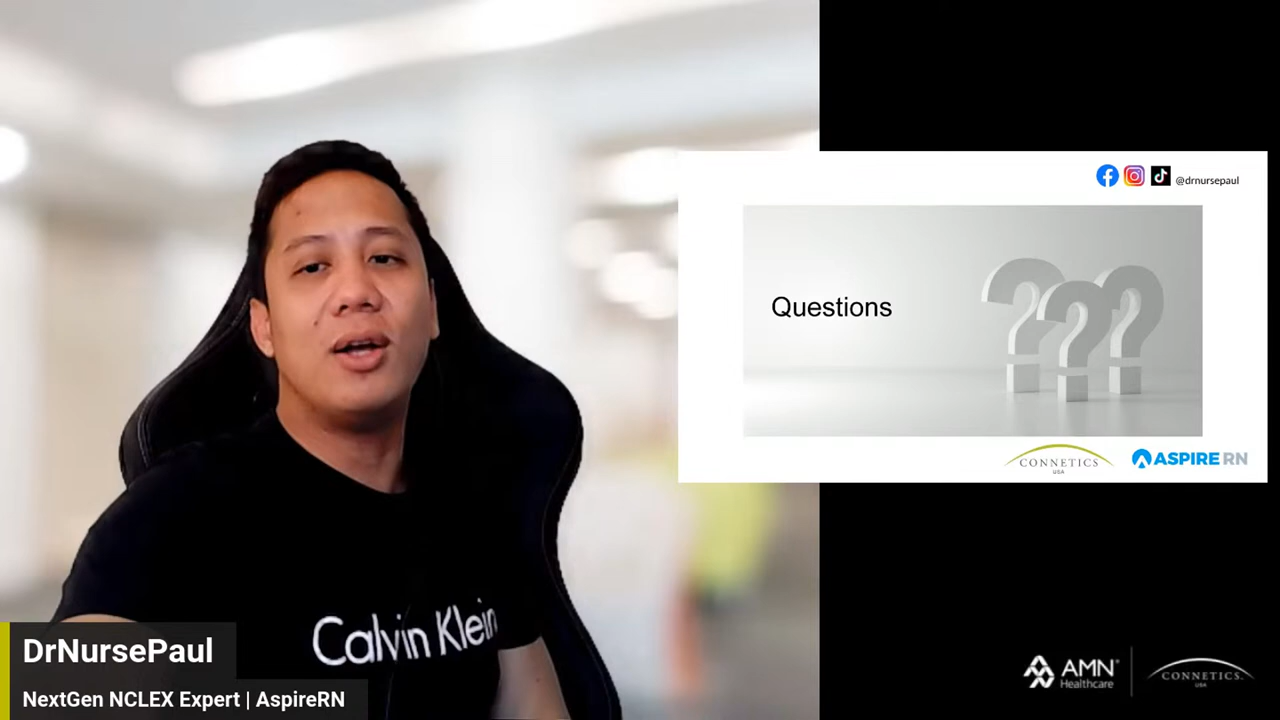 @drnursepaul
Questions
CONNETICS
USA
ASPIRE RN
Calvin Klein
DrNursePaul
NextGen NCLEX Expert | AspireRN
AMN
Healthcare
CONNETICS
USA